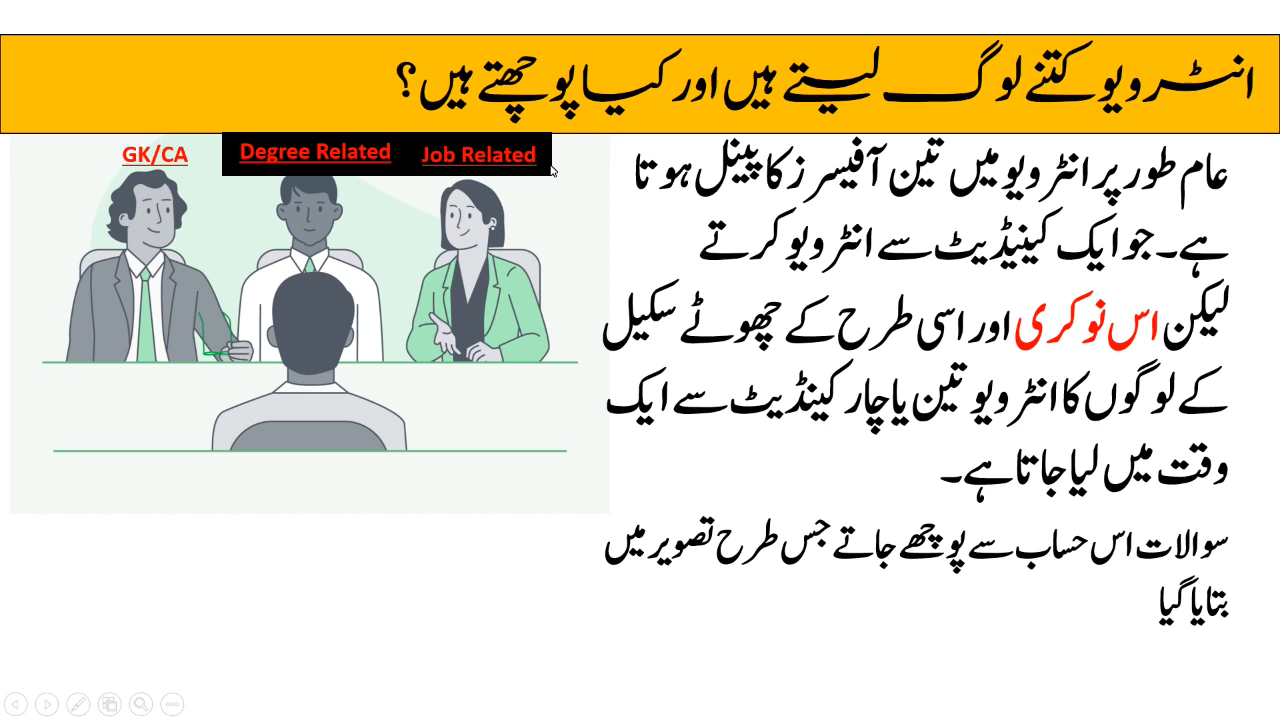 انٹرویو کتنے لوگ لیتے ہیں اور کیا پوچھتے ہیں؟
GK/CA Degree Related Job Related
عام طور پر انٹرویو میں تین آفیسرز کا پینل ہوتا
ہے۔ جو ایک کینیڈیٹ سے انٹرویو کرتے
لیکن اس نوکری اور اسی طرح کے چھوٹے سکیل
کے لوگوں کا انٹرویو تین یا چار کینڈیٹ سے ایک
وقت میں لیا جاتا ہے۔
سوالات اس حساب سے پوچھے جاتے جس طرح تصویر میں
بتایا گیا